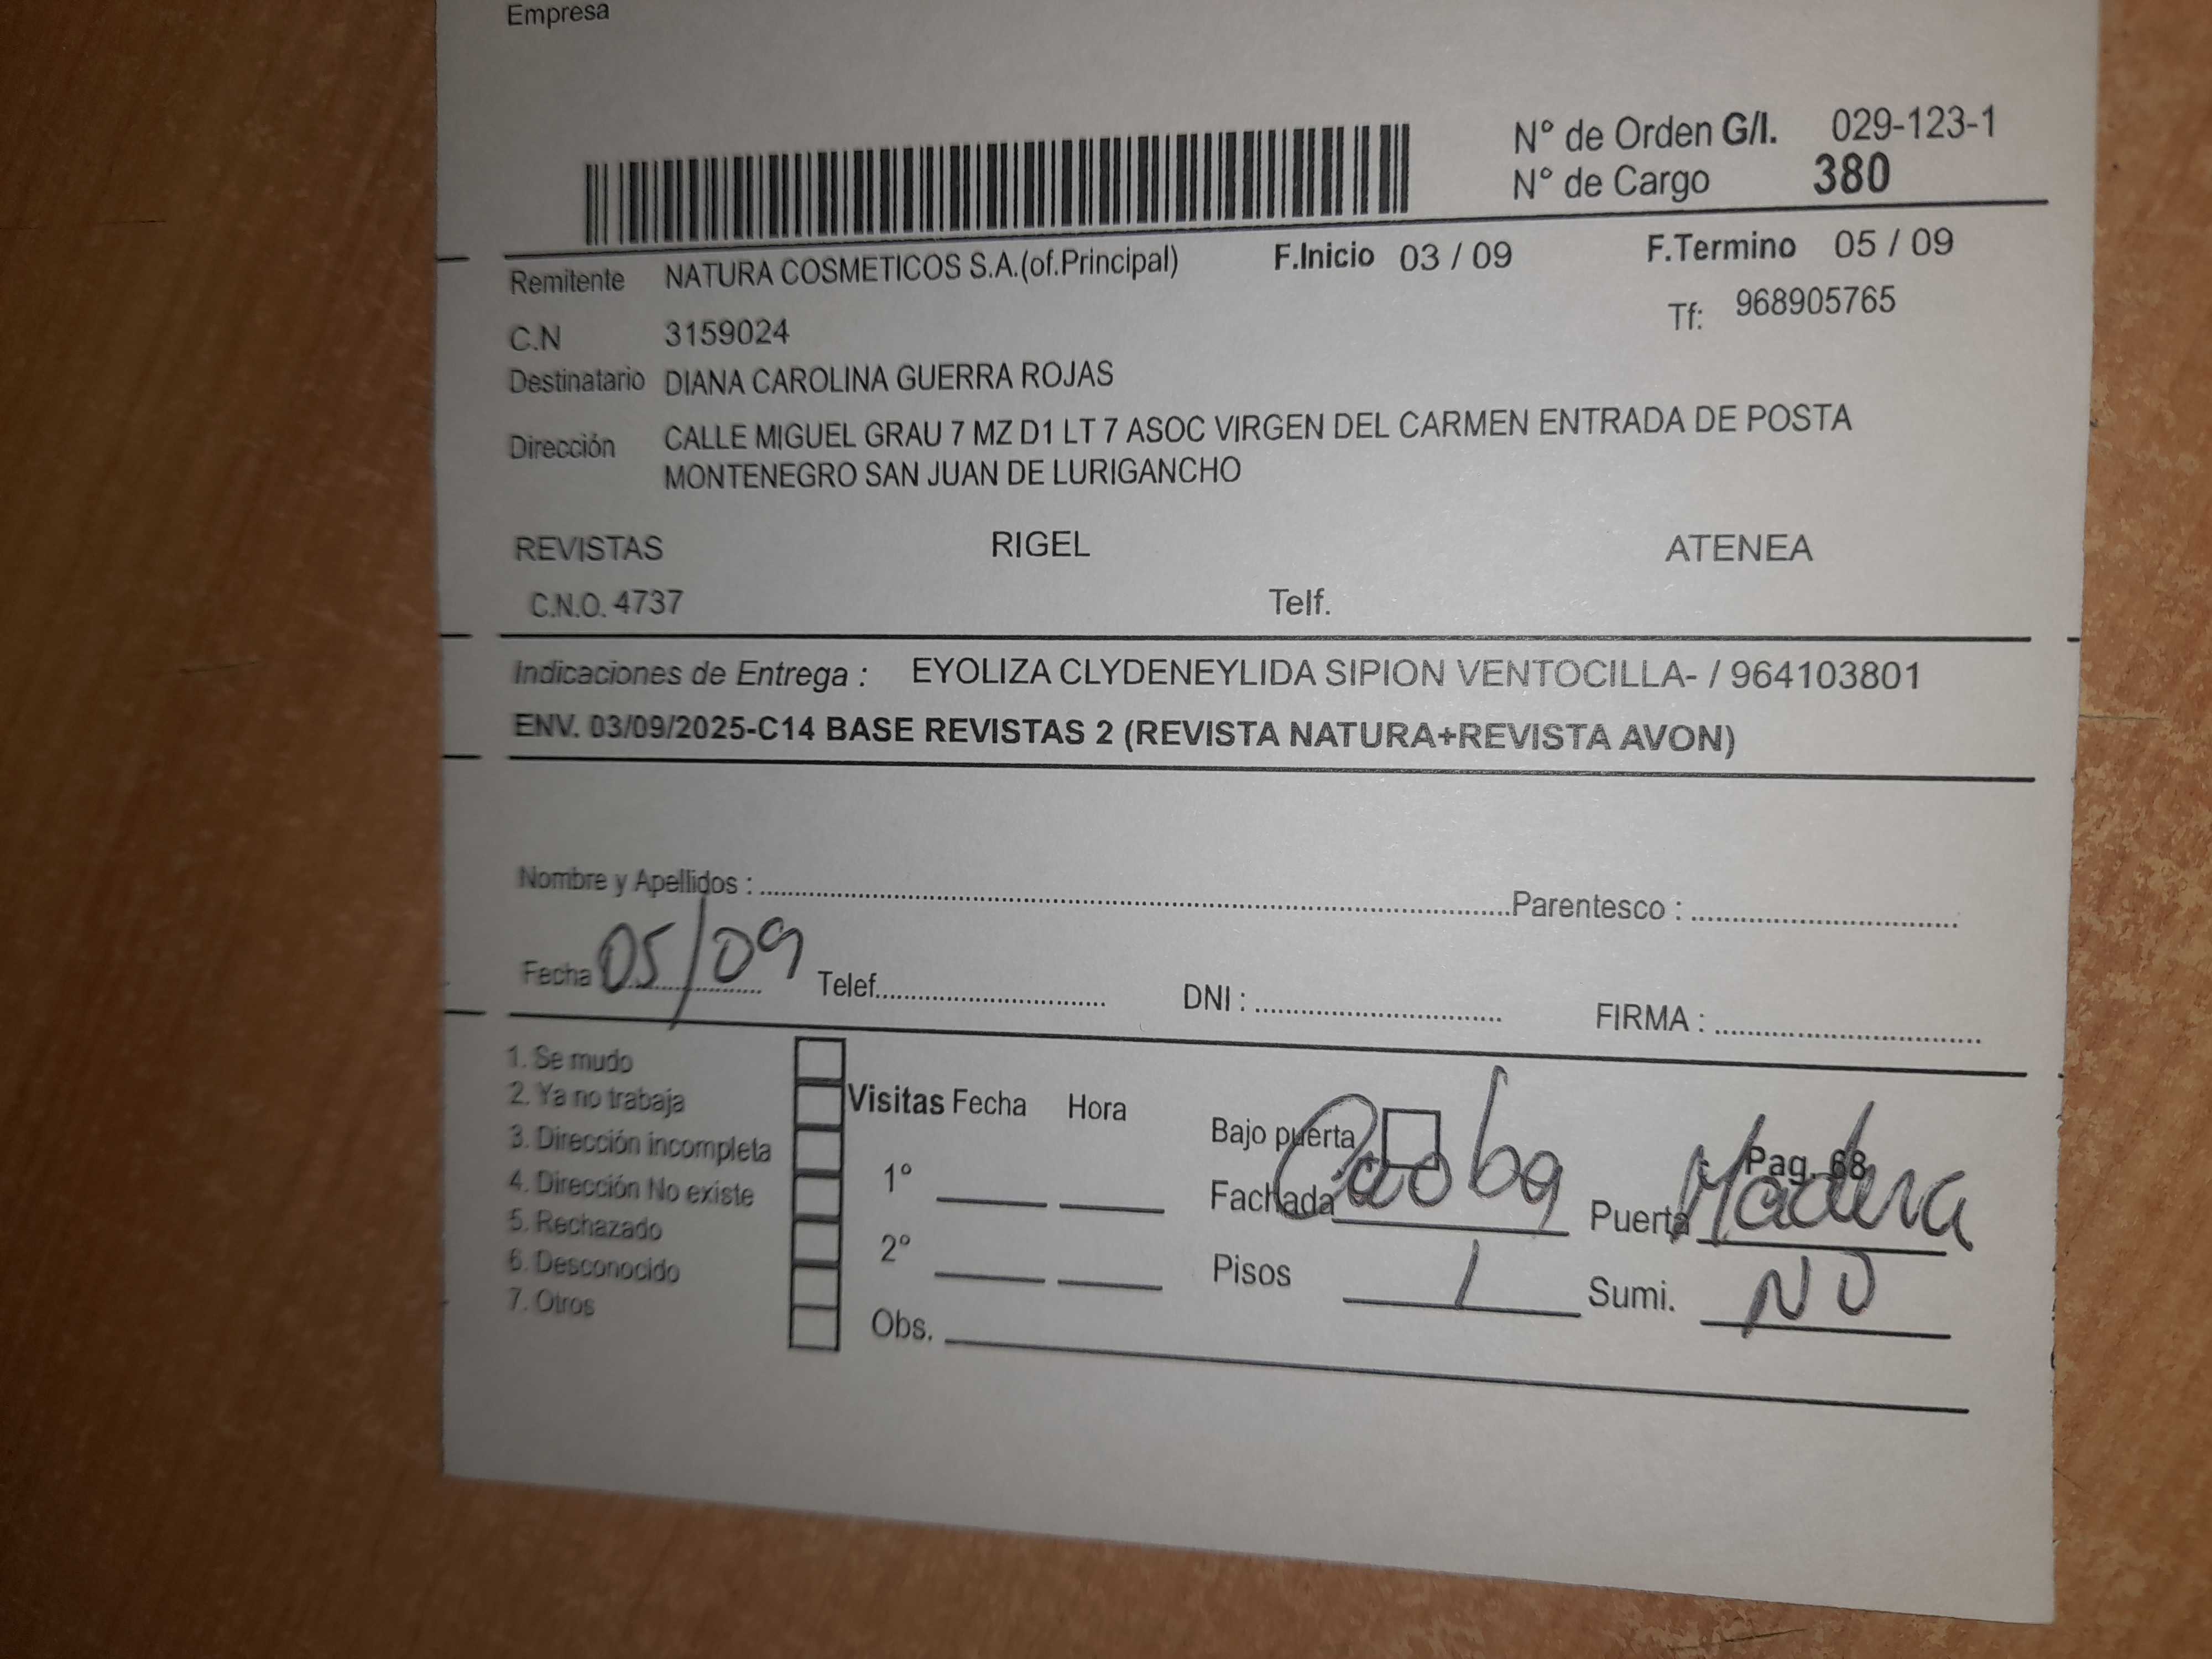 Empresa
N° de Orden G/I. 029-123-1
N° de Cargo 380
Remitente NATURA COSMETICOS S.A.(of.Principal) F.Inicio 03 / 09 F.Termino 05 / 09
C.N 3159024 Tf: 968905765
Destinatario DIANA CAROLINA GUERRA ROJAS
Dirección CALLE MIGUEL GRAU 7 MZ D1 LT 7 ASOC VIRGEN DEL CARMEN ENTRADA DE POSTA
MONTENEGRO SAN JUAN DE LURIGANCHO
REVISTAS RIGEL ATENEA
C.N.O. 4737 Telf.
Indicaciones de Entrega : EYOLIZA CLYDENEYLIDA SIPION VENTOCILLA- / 964103801
ENV. 03/09/2025-C14 BASE REVISTAS 2 (REVISTA NATURA+REVISTA AVON)
Nombre y Apellidos : Parentesco :
Fecha 05/09 Telef. DNI : FIRMA :
1. Se mudo
2. Ya no trabaja Visitas Fecha Hora Bajo puerta
3. Dirección incompleta Pag. 68
4. Dirección No existe 1° Fachada Caoba Puerta Madera
5. Rechazado
6. Desconocido 2° Pisos 1 Sumi. NO
7. Otros Obs.